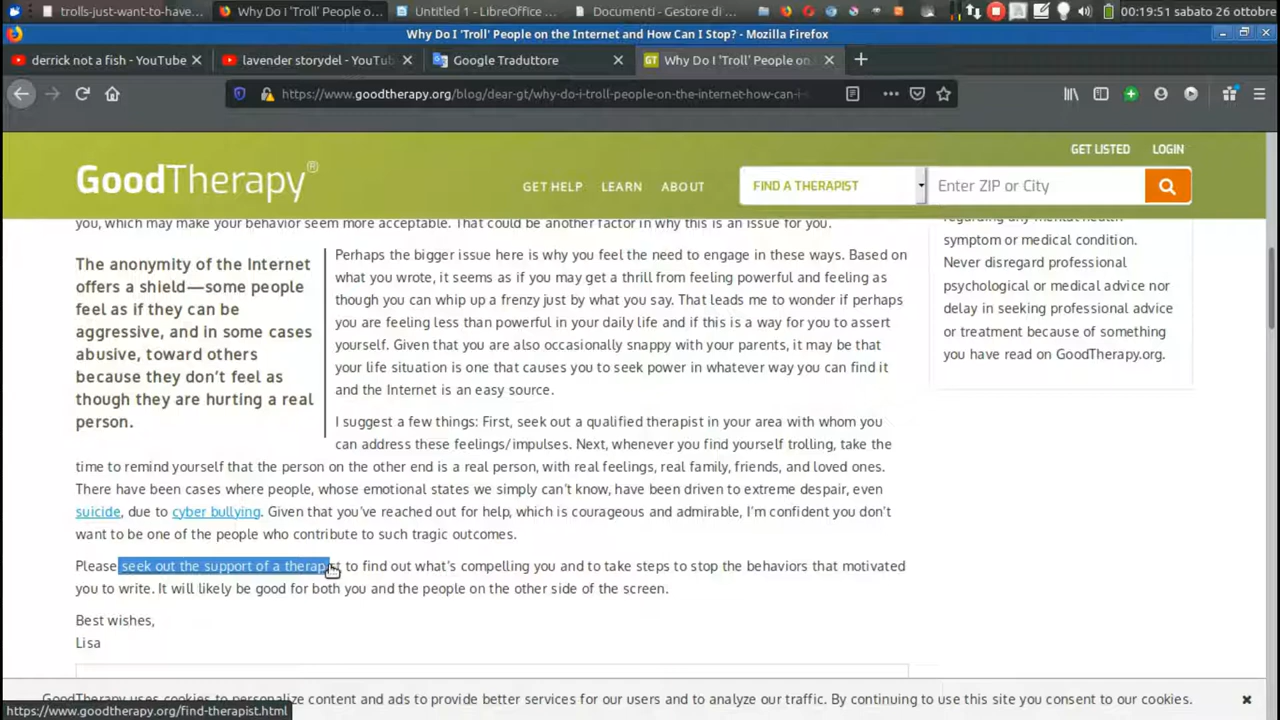 trolls-just-want-to-have...
Why Do I 'Troll' People o...
Untitled 1 - LibreOffice ...
Documenti - Gestore di ...
00:19:51 sabato 26 ottobre
Why Do I 'Troll' People on the Internet and How Can I Stop? - Mozilla Firefox
derrick not a fish - YouTube
lavender storydel - YouTub
Google Traduttore
Why Do I 'Troll' People on
https://www.goodtherapy.org/blog/dear-gt/why-do-i-troll-people-on-the-internet-how-can-i-
GET LISTED
LOGIN
GoodTherapy®
GET HELP
LEARN
ABOUT
FIND A THERAPIST
Enter ZIP or City
you, which may make your behavior seem more acceptable. That could be another factor in why this is an issue for you.
The anonymity of the Internet
offers a shield—some people
feel as if they can be
aggressive, and in some cases
abusive, toward others
because they don't feel as
though they are hurting a real
person.
Perhaps the bigger issue here is why you feel the need to engage in these ways. Based on
what you wrote, it seems as if you may get a thrill from feeling powerful and feeling as
though you can whip up a frenzy just by what you say. That leads me to wonder if perhaps
you are feeling less than powerful in your daily life and if this is a way for you to assert
yourself. Given that you are also occasionally snappy with your parents, it may be that
your life situation is one that causes you to seek power in whatever way you can find it
and the Internet is an easy source.
I suggest a few things: First, seek out a qualified therapist in your area with whom you
can address these feelings/impulses. Next, whenever you find yourself trolling, take the
time to remind yourself that the person on the other end is a real person, with real feelings, real family, friends, and loved ones.
There have been cases where people, whose emotional states we simply can't know, have been driven to extreme despair, even
suicide, due to cyber bullying. Given that you've reached out for help, which is courageous and admirable, I'm confident you don't
want to be one of the people who contribute to such tragic outcomes.
Please seek out the support of a therapist to find out what's compelling you and to take steps to stop the behaviors that motivated
you to write. It will likely be good for both you and the people on the other side of the screen.
Best wishes,
Lisa
regarding any mental health
symptom or medical condition.
Never disregard professional
psychological or medical advice nor
delay in seeking professional advice
or treatment because of something
you have read on GoodTherapy.org.
GoodTherapy uses cookies to personalize content and ads to provide better services for our users and to analyze our traffic. By continuing to use this site you consent to our cookies.
https://www.goodtherapy.org/find-therapist.html